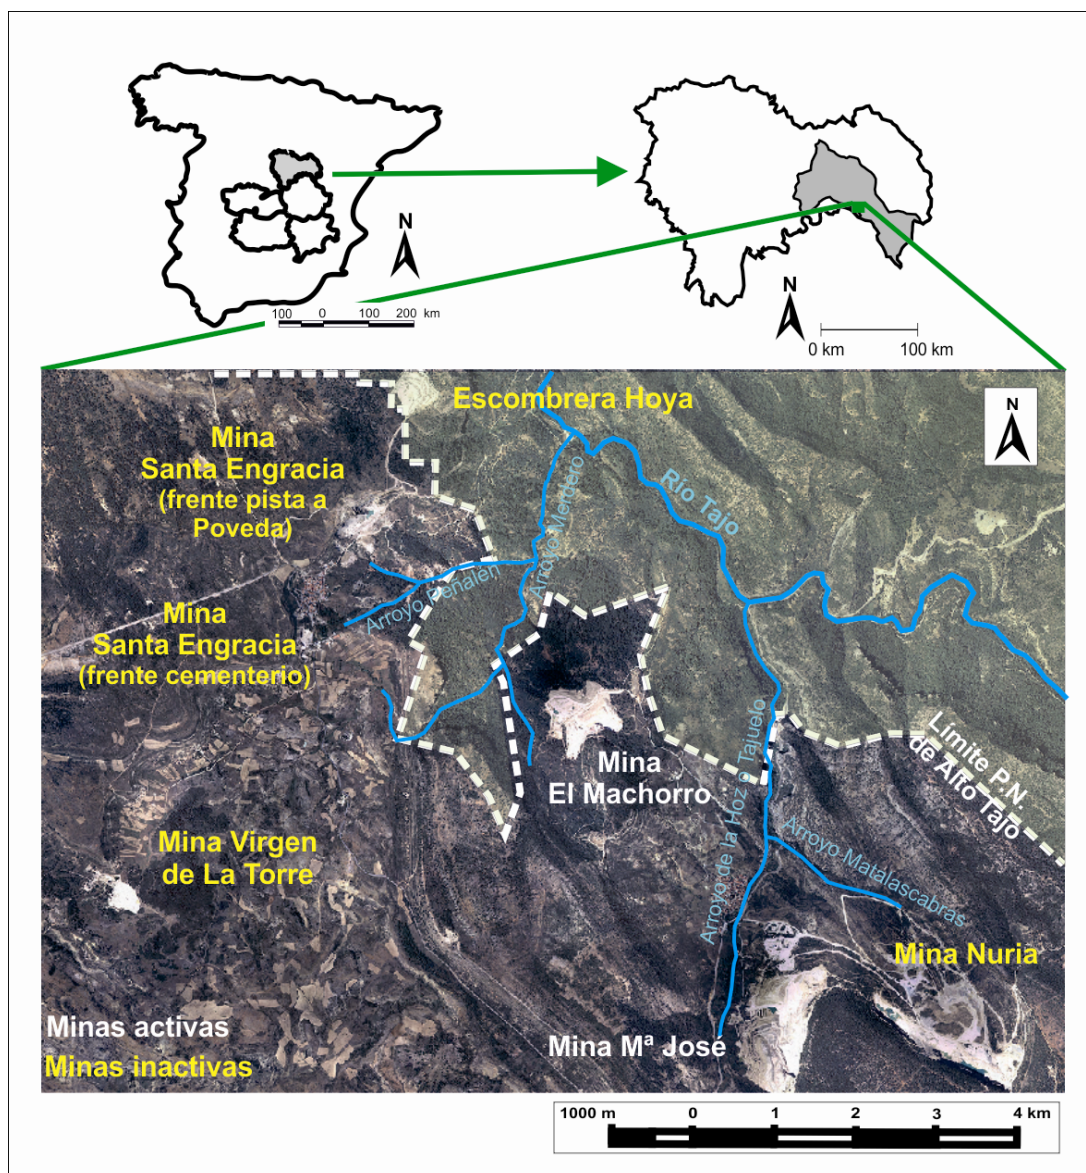 N
100 0 100 200 km
N
0 km 100 km
N
Escombrera Hoya
Mina
Santa Engracia
(frente pista a
Poveda)
Río Tajo
Arroyo Merdero
Arroyo Peñalen
Mina
Santa Engracia
(frente cementerio)
Límite P.N.
de Alto Tajo
Mina
El Machorro
Arroyo de la Hoz o Tajuelo
Mina Virgen
de La Torre
Arroyo Matalascabras
Mina Nuria
Minas activas
Minas inactivas
Mina Mª José
1000 m 0 1 2 3 4 km